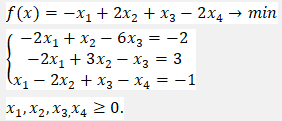 f(x) = −x₁ + 2x₂ + x₃ − 2x₄ → min
−2x₁ + x₂ − 6x₃ = −2
−2x₁ + 3x₂ − x₃ = 3
x₁ − 2x₂ + x₃ − x₄ = −1
x₁, x₂, x₃, x₄ ≥ 0.